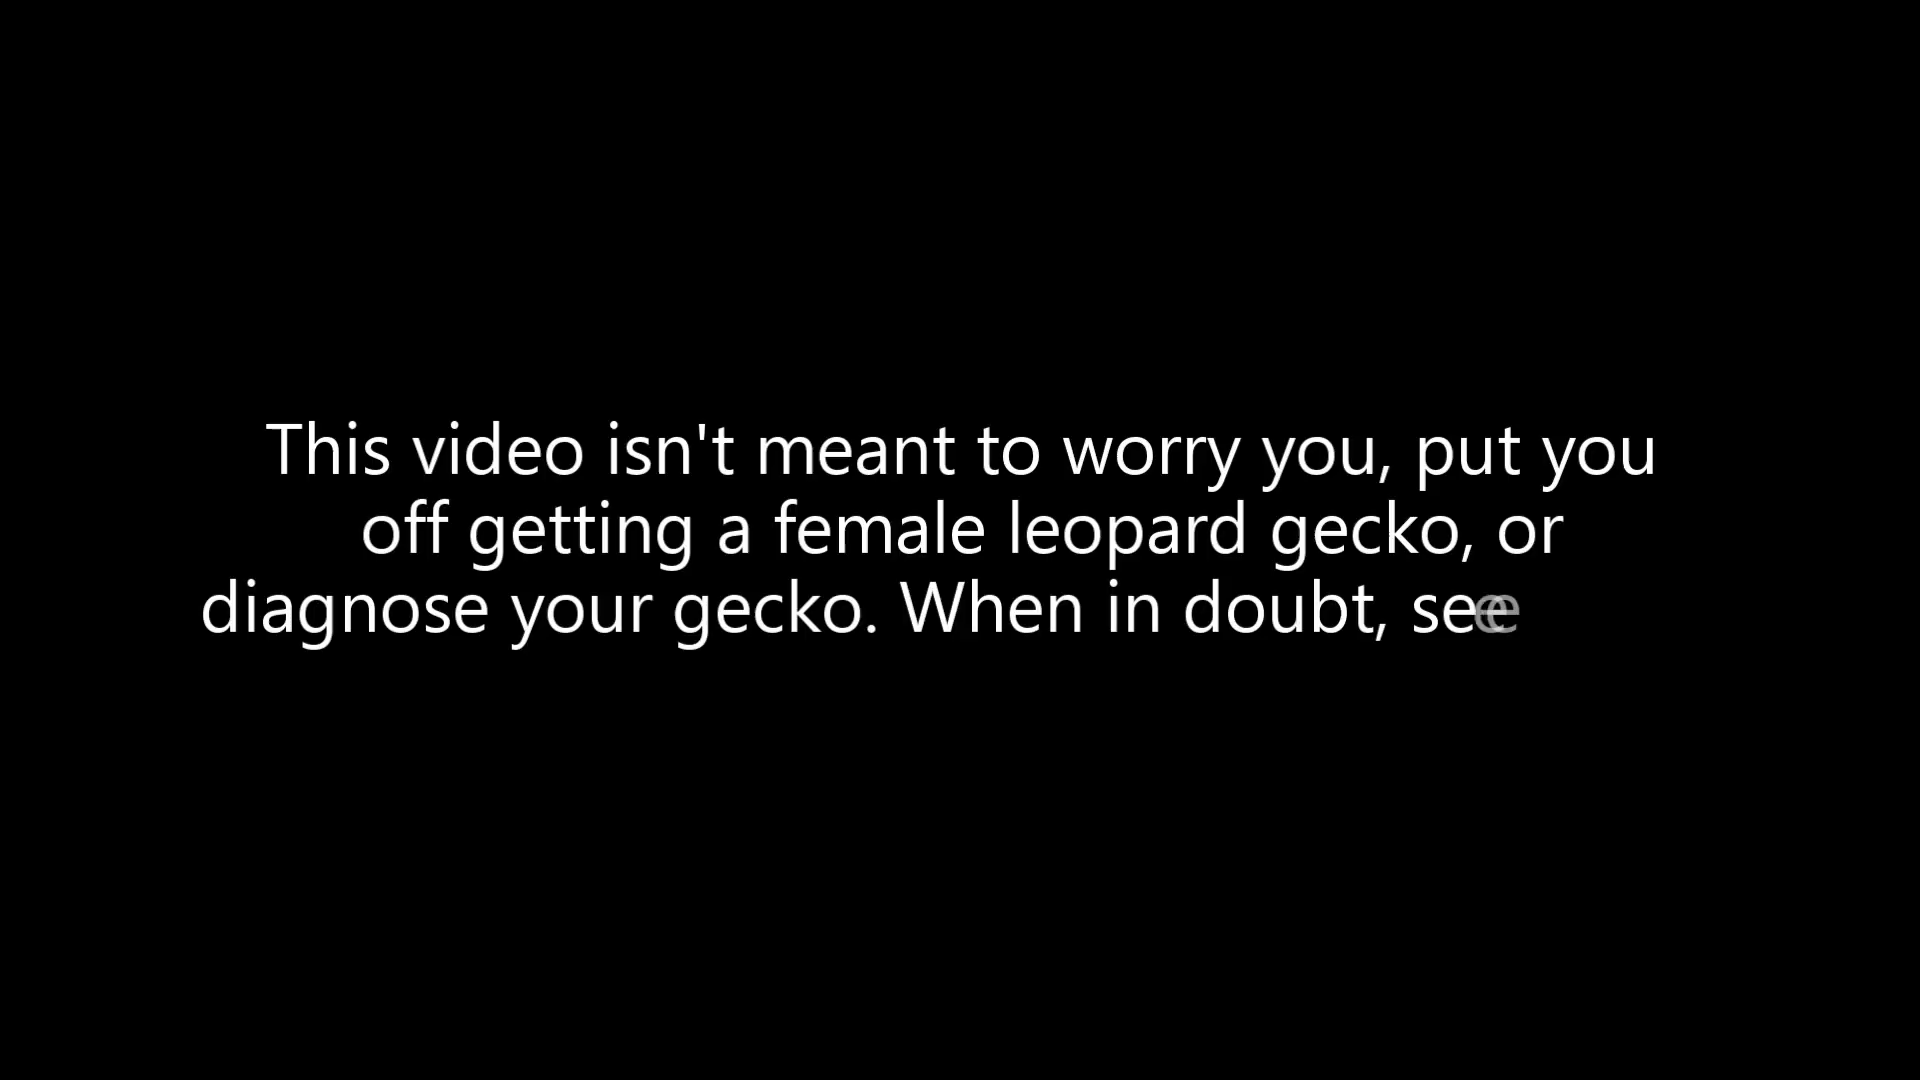 This video isn't meant to worry you, put you
off getting a female leopard gecko, or
diagnose your gecko. When in doubt, see